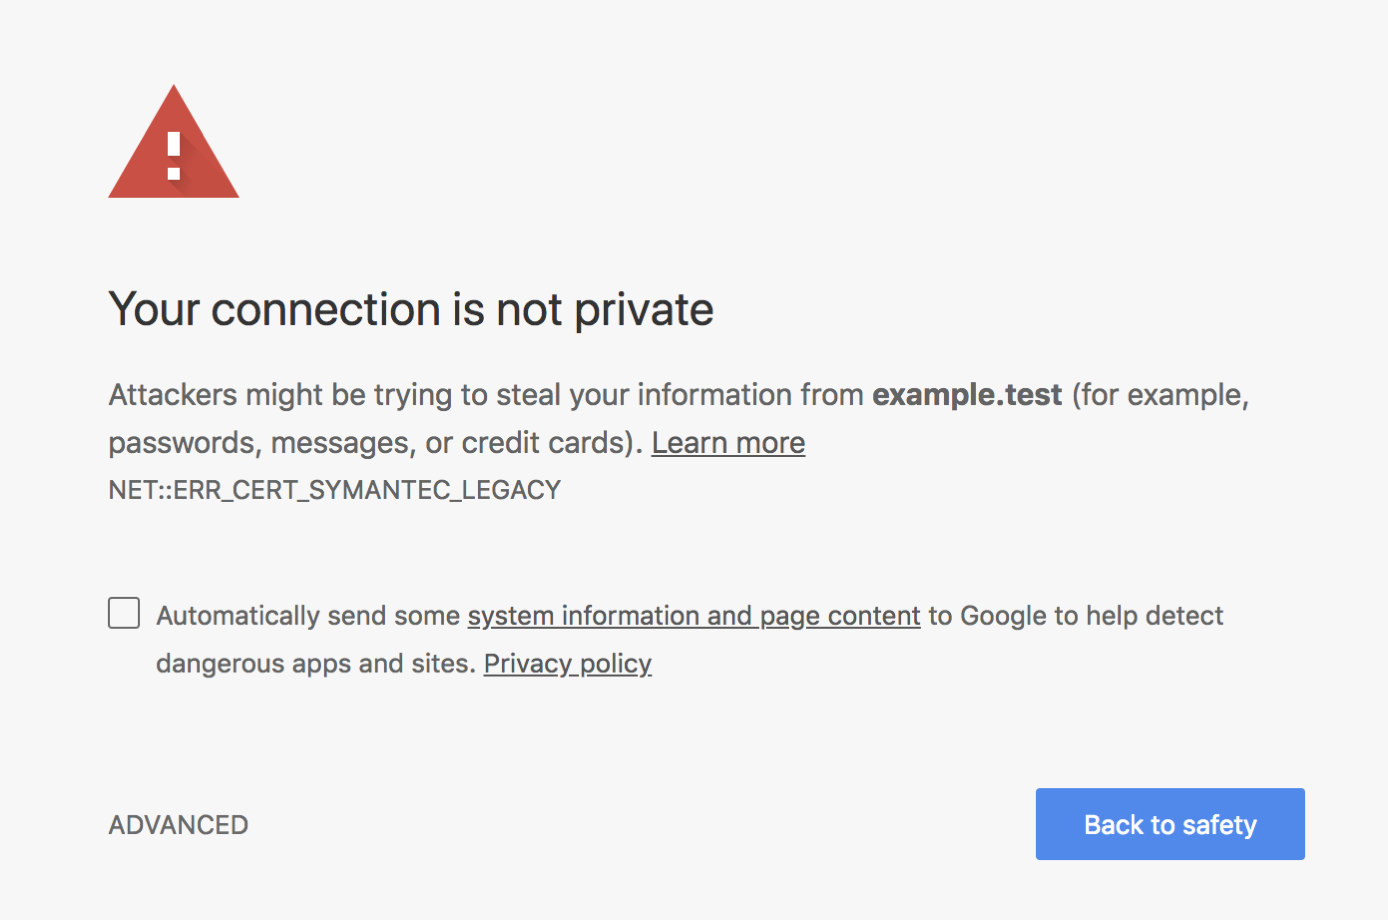 Your connection is not private
Attackers might be trying to steal your information from example.test (for example,
passwords, messages, or credit cards). Learn more
NET::ERR_CERT_SYMANTEC_LEGACY
Automatically send some system information and page content to Google to help detect
dangerous apps and sites. Privacy policy
ADVANCED
Back to safety